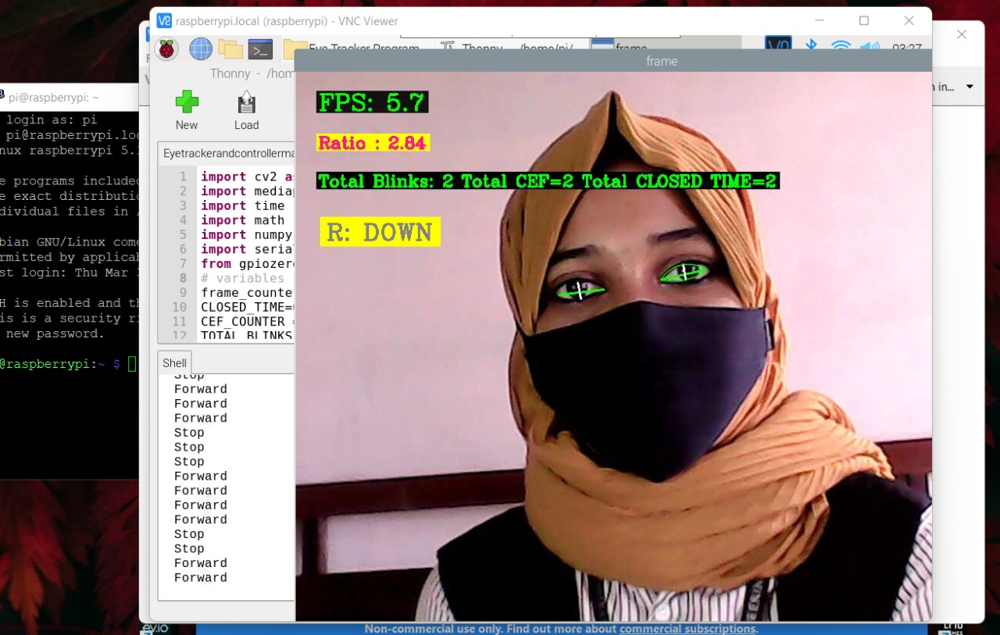 raspberrypi.local (raspberrypi) - VNC Viewer
Eye Tracker Program
Thonny - /home/pi/
frame
03:27
frame
Thonny - /hom
New
Load
n in...
pi@raspberrypi: ~
login as: pi
pi@raspberrypi.loc
nux raspberrypi 5.
e programs included
e exact distributio
dividual files in /
bian GNU/Linux come
rmitted by applicab
st login: Thu Mar
H is enabled and th
is is a security ri
new password.
@raspberrypi:~ $
Eyetrackerandcontrollerma
1 import cv2 a
2 import mediap
3 import time
4 import math
5 import numpy
6 import seria
7 from gpiozer
8 # variables
9 frame_counte
10 CLOSED_TIME=
11 CEF_COUNTER =
12 TOTAL_BLINKS
Shell
Stop
Forward
Forward
Forward
Stop
Stop
Stop
Forward
Forward
Forward
Forward
Stop
Stop
Forward
Forward
FPS: 5.7
Ratio : 2.84
Total Blinks: 2 Total CEF=2 Total CLOSED TIME=2
R: DOWN
ev.io
Non-commercial use only. Find out more about commercial subscriptions.